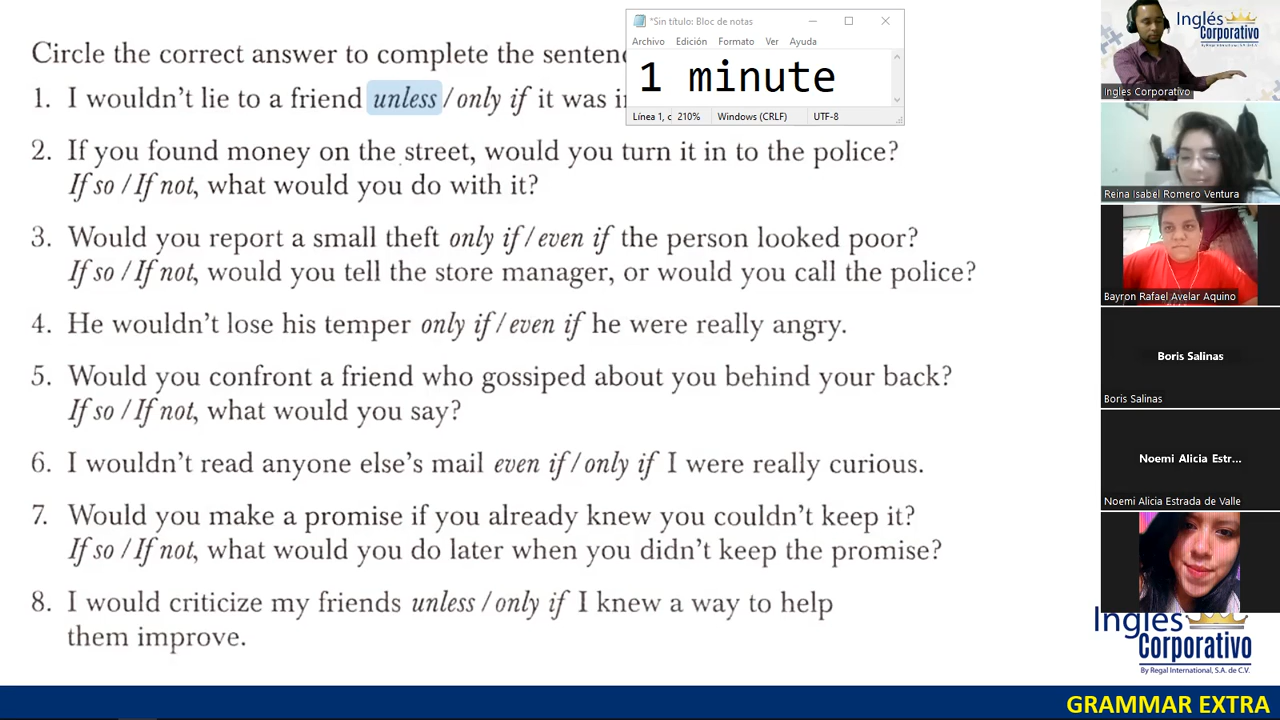 Circle the correct answer to complete the senten
1. I wouldn't lie to a friend unless / only if it was i
2. If you found money on the street, would you turn it in to the police?
If so / If not, what would you do with it?
3. Would you report a small theft only if / even if the person looked poor?
If so / If not, would you tell the store manager, or would you call the police?
4. He wouldn't lose his temper only if / even if he were really angry.
5. Would you confront a friend who gossiped about you behind your back?
If so / If not, what would you say?
6. I wouldn't read anyone else's mail even if / only if I were really curious.
7. Would you make a promise if you already knew you couldn't keep it?
If so / If not, what would you do later when you didn't keep the promise?
8. I would criticize my friends unless / only if I knew a way to help
them improve.
*Sin título: Bloc de notas
Archivo Edición Formato Ver Ayuda
1 minute
Línea 1, c 210% Windows (CRLF) UTF-8
Inglés
Corporativo
By Regal International, S.A. de C.V.
Ingles Corporativo
Reina Isabel Romero Ventura
Bayron Rafael Avelar Aquino
Boris Salinas
Boris Salinas
Noemi Alicia Estr...
Noemi Alicia Estrada de Valle
Inglés
Corporativo
By Regal International, S.A. de C.V.
GRAMMAR EXTRA